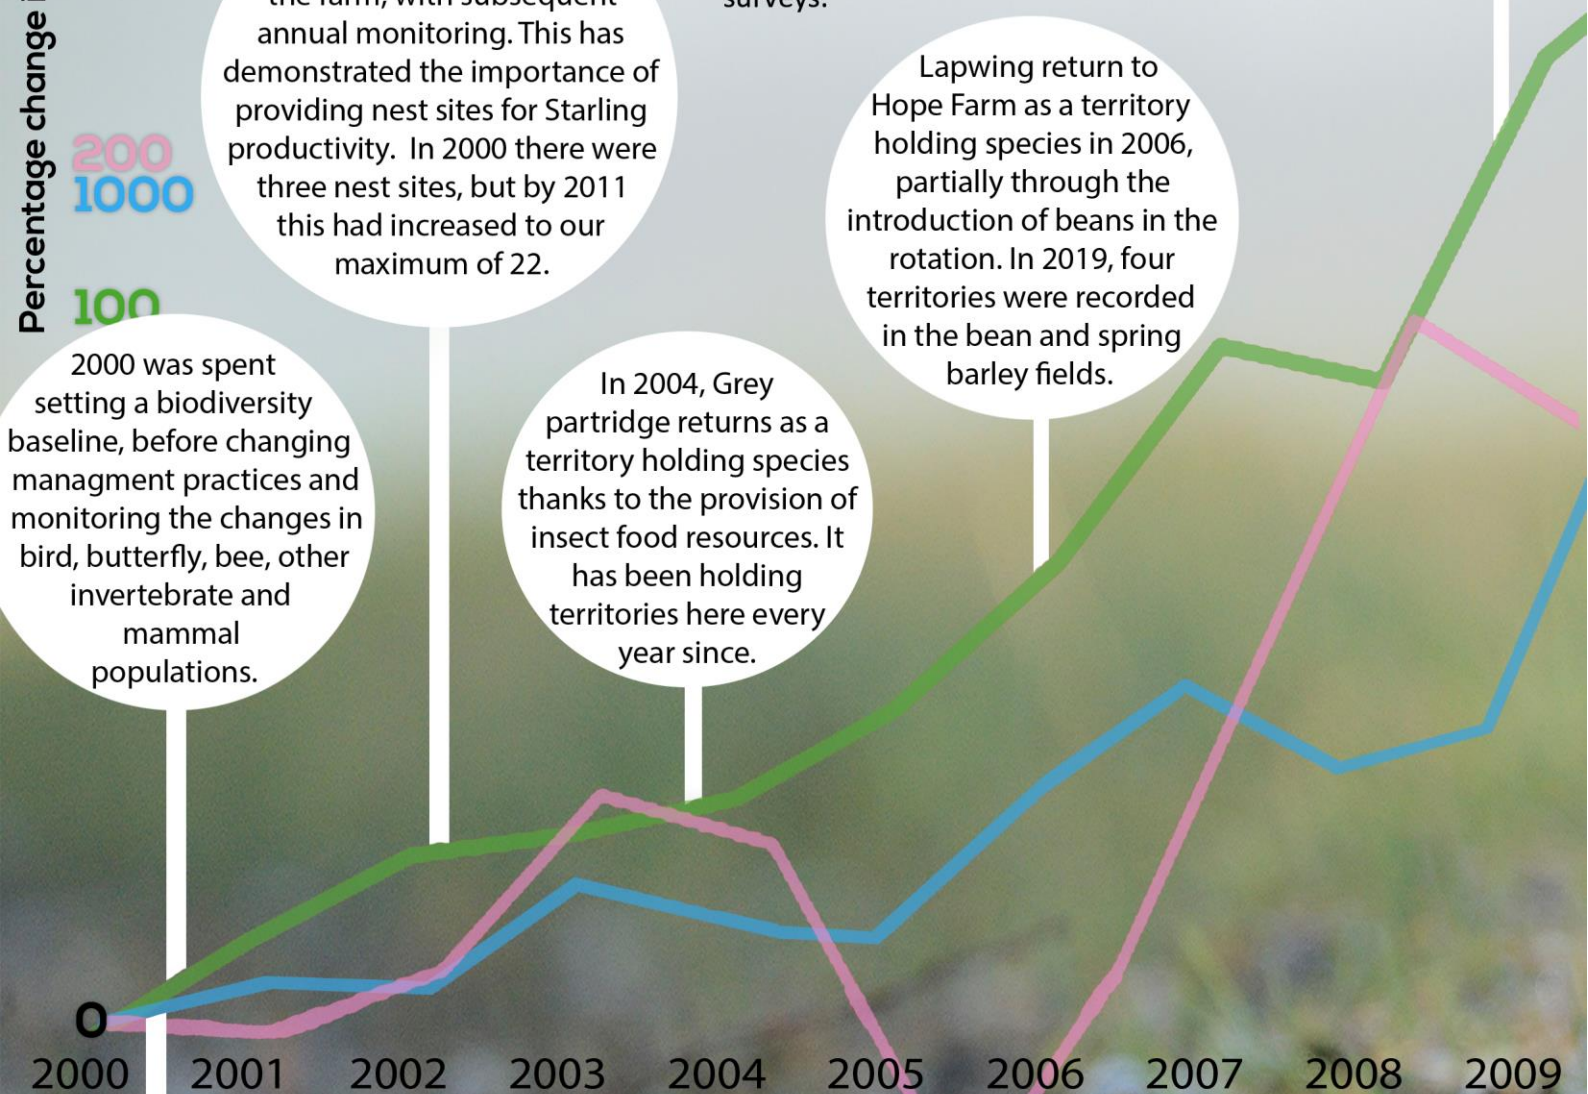 Percentage change
200
1000
100
0
the farm, with subsequent
annual monitoring. This has
demonstrated the importance of
providing nest sites for Starling
productivity. In 2000 there were
three nest sites, but by 2011
this had increased to our
maximum of 22.
surveys.
Lapwing return to
Hope Farm as a territory
holding species in 2006,
partially through the
introduction of beans in the
rotation. In 2019, four
territories were recorded
in the bean and spring
barley fields.
2000 was spent
setting a biodiversity
baseline, before changing
managment practices and
monitoring the changes in
bird, butterfly, bee, other
invertebrate and
mammal
populations.
In 2004, Grey
partridge returns as a
territory holding species
thanks to the provision of
insect food resources. It
has been holding
territories here every
year since.
2000 2001 2002 2003 2004 2005 2006 2007 2008 2009